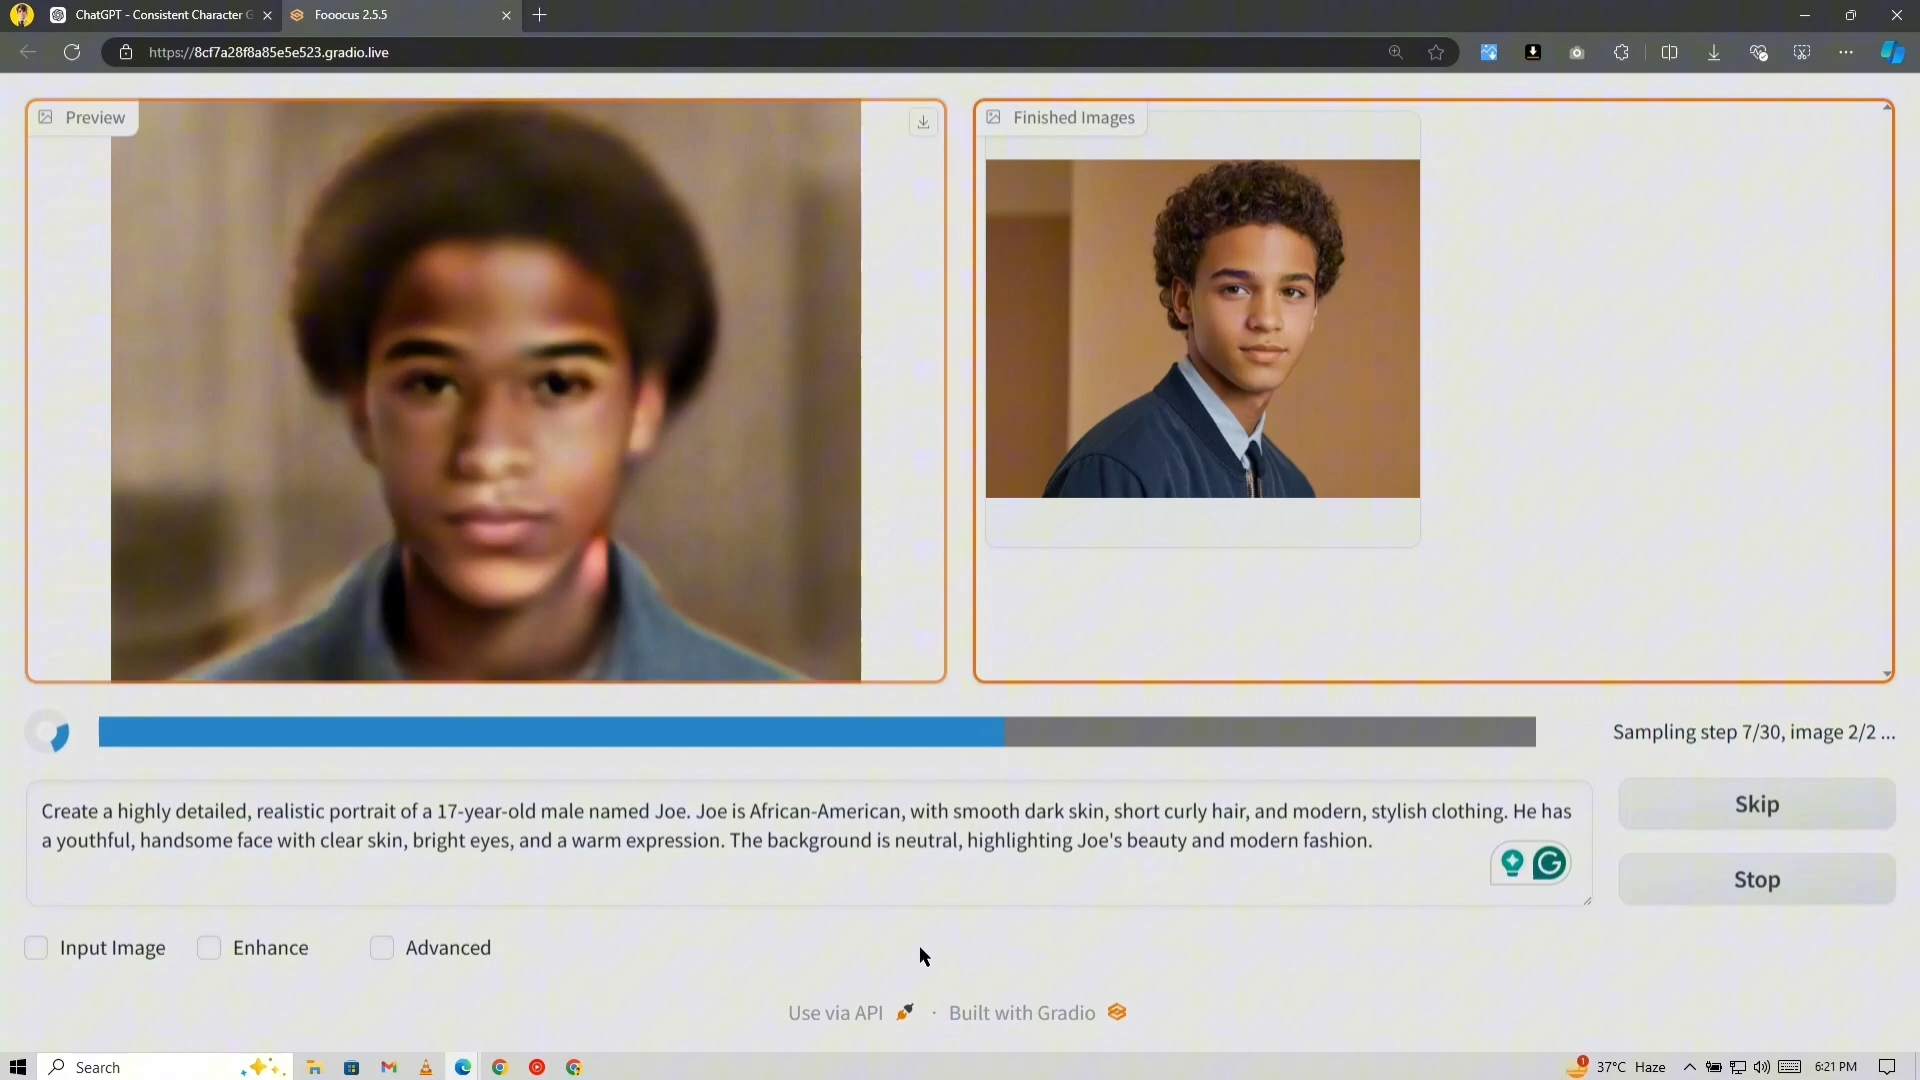 ChatGPT - Consistent Character G
Fooocus 2.5.5
https://8cf7a28f8a85e5e523.gradio.live
Preview
Finished Images
Sampling step 7/30, image 2/2 ...
Create a highly detailed, realistic portrait of a 17-year-old male named Joe. Joe is African-American, with smooth dark skin, short curly hair, and modern, stylish clothing. He has
a youthful, handsome face with clear skin, bright eyes, and a warm expression. The background is neutral, highlighting Joe's beauty and modern fashion.
Skip
Stop
Input Image
Enhance
Advanced
Use via API · Built with Gradio
Search
1
37°C Haze
6:21 PM